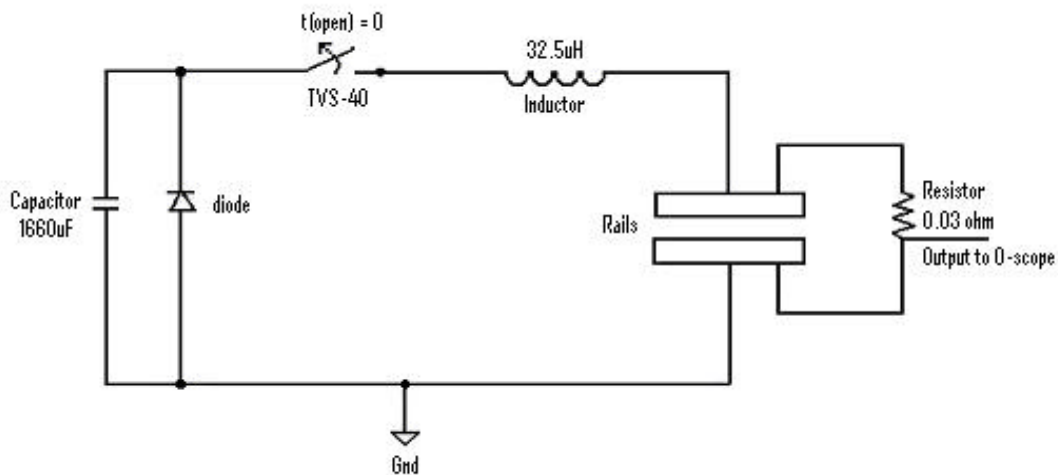 t(open) = 0
TVS-40
32.5uH
Inductor
Capacitor
1660uF
diode
Rails
Resistor
0.03 ohm
Output to O-scope
Gnd